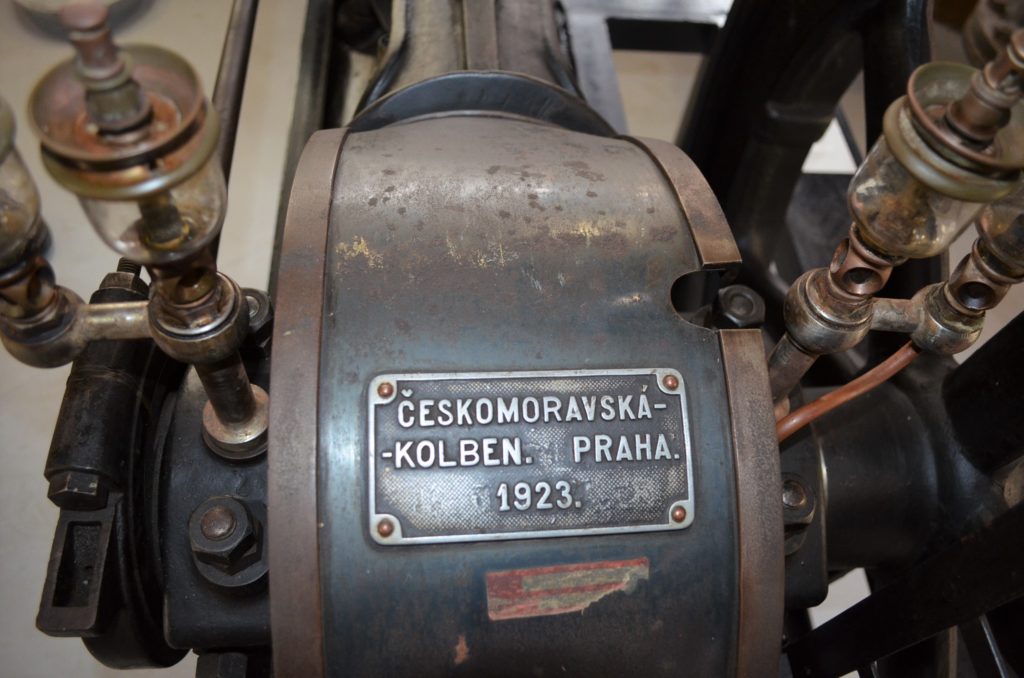 ČESKOMORAVSKÁ-
-KOLBEN. PRAHA.
1923.